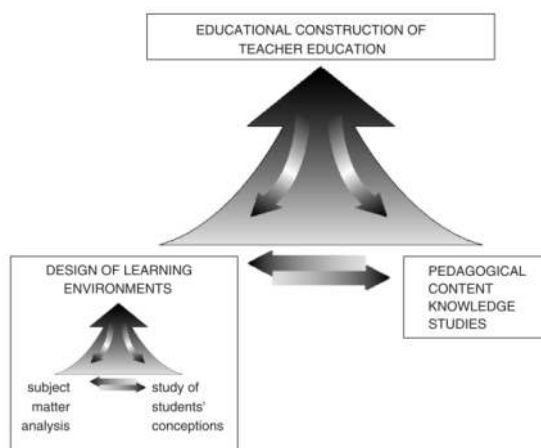 EDUCATIONAL CONSTRUCTION OF
TEACHER EDUCATION
DESIGN OF LEARNING
ENVIRONMENTS
subject
matter
analysis
study of
students'
conceptions
PEDAGOGICAL
CONTENT
KNOWLEDGE
STUDIES